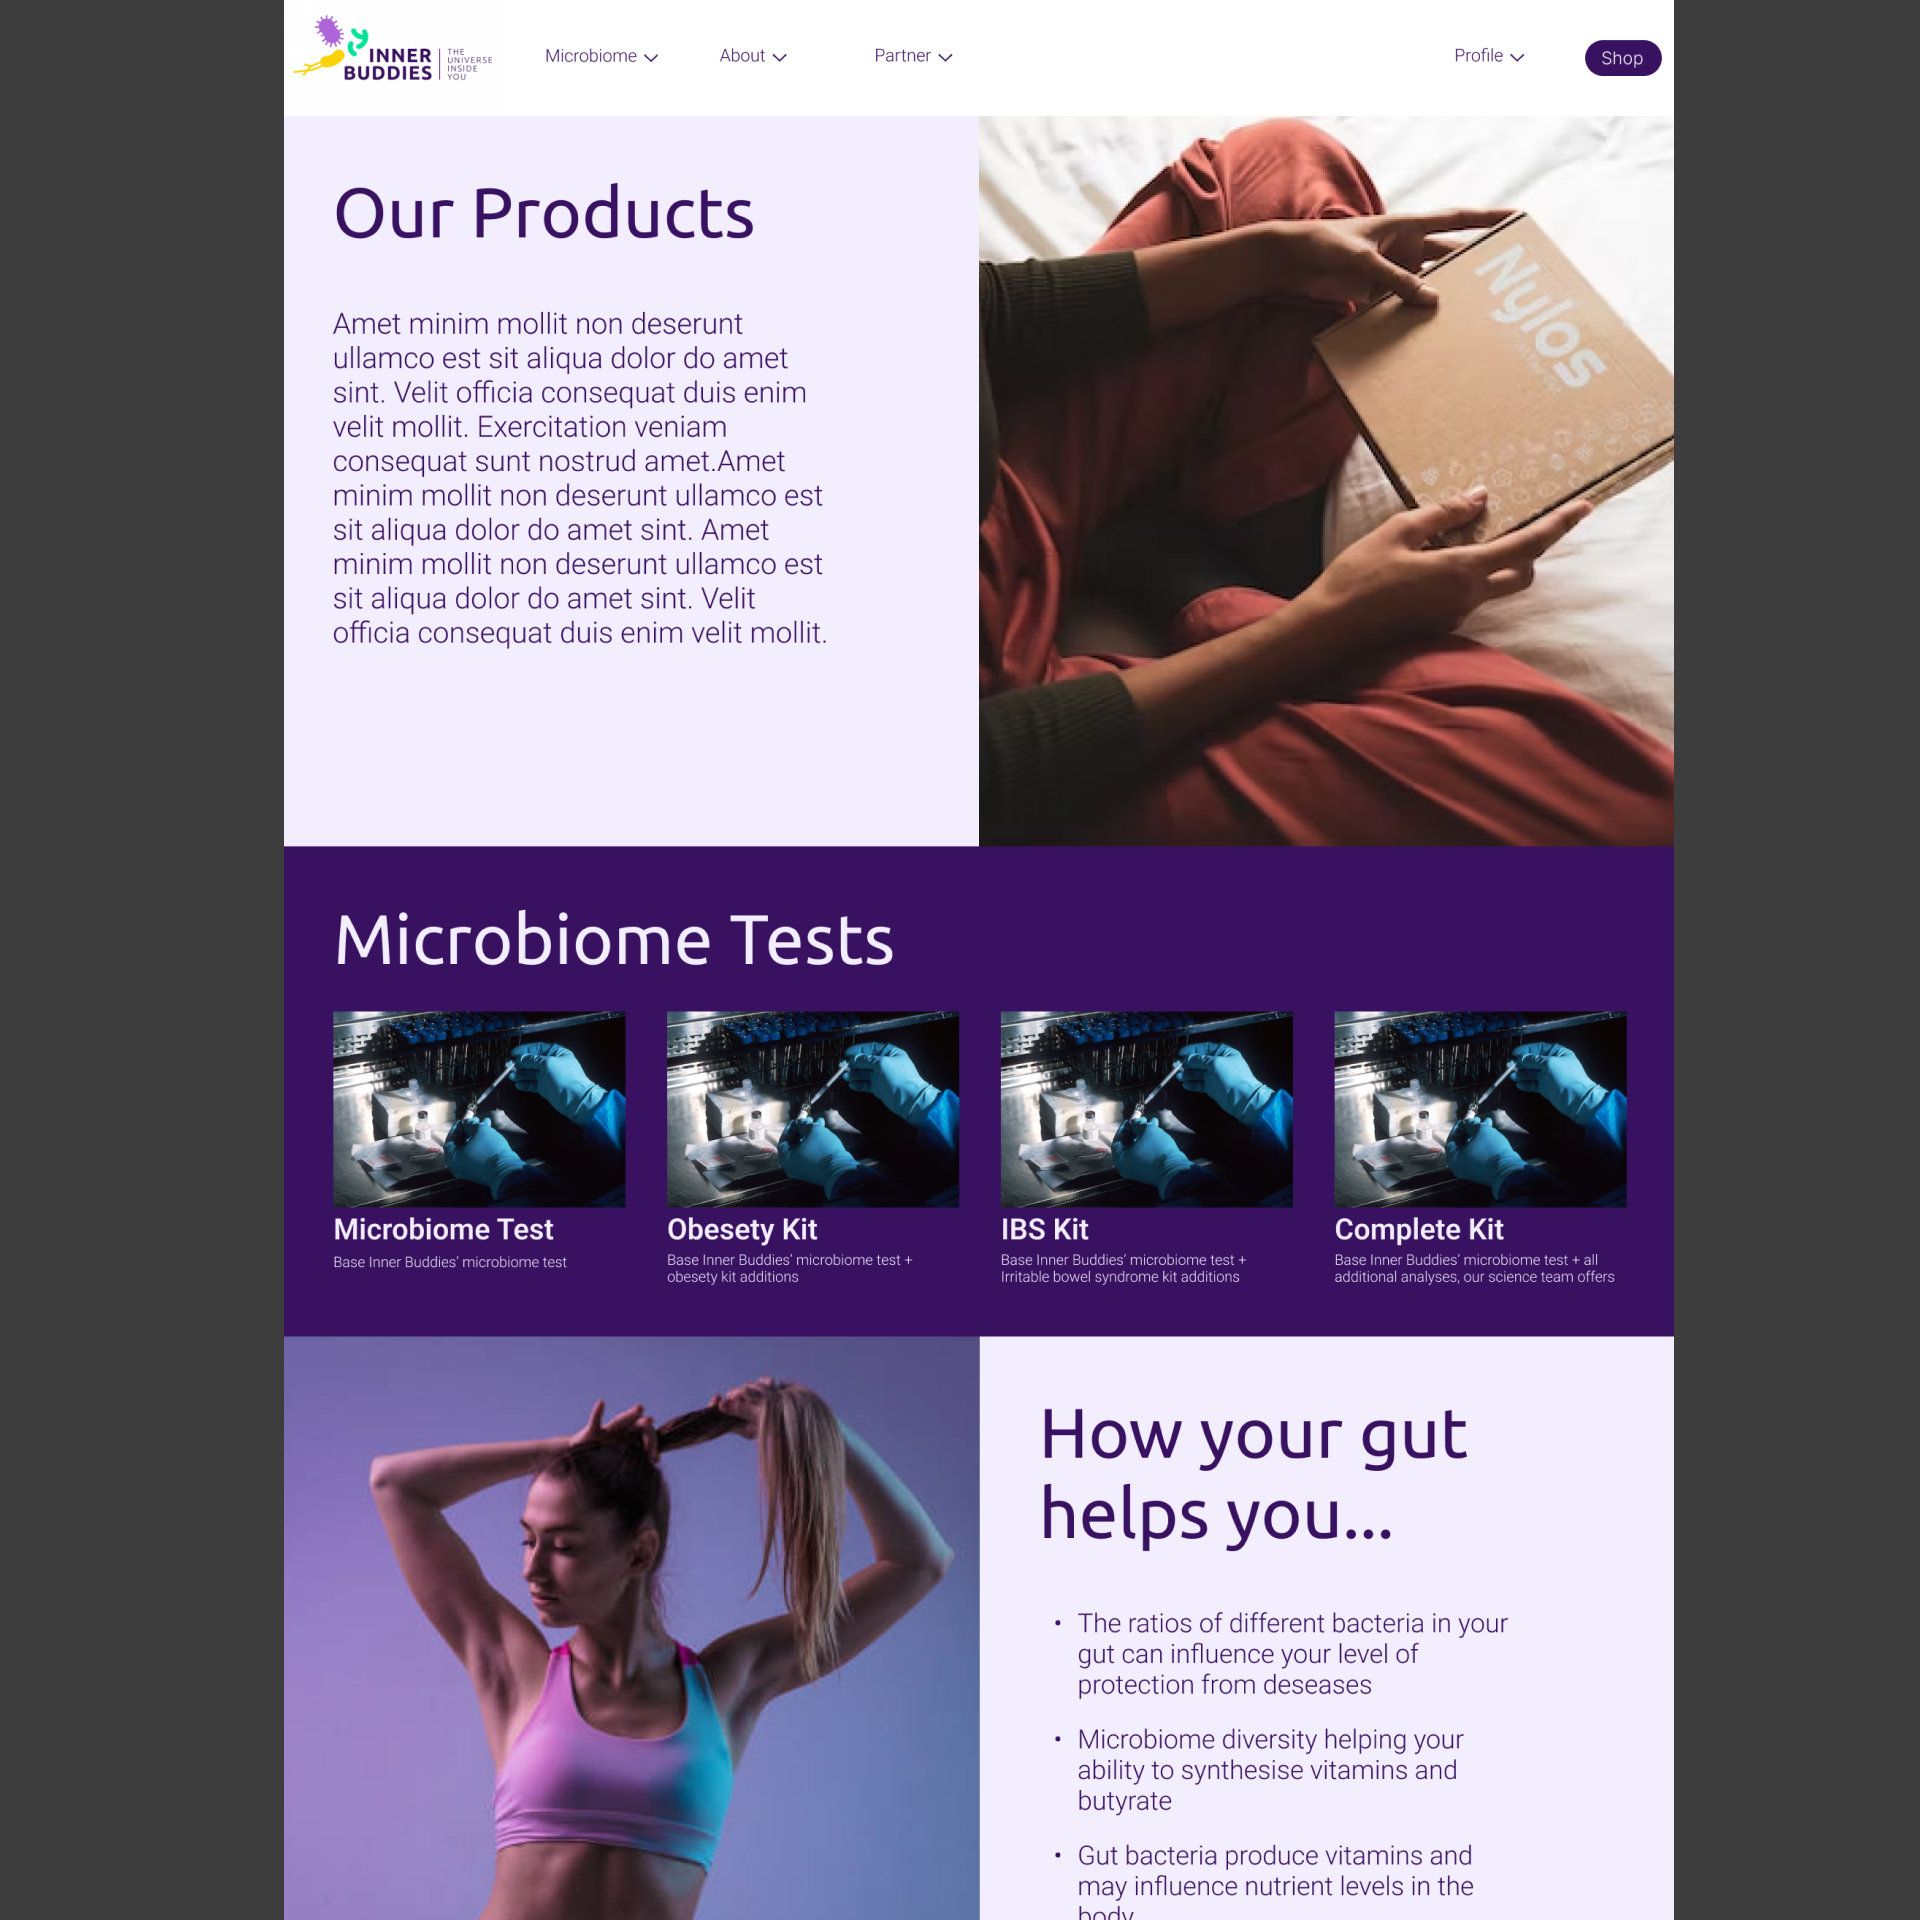 INNER
BUDDIES
THE
UNIVERSE
INSIDE
YOU
Microbiome
About
Partner
Profile
Shop
Our Products
Amet minim mollit non deserunt
ullamco est sit aliqua dolor do amet
sint. Velit officia consequat duis enim
velit mollit. Exercitation veniam
consequat sunt nostrud amet.Amet
minim mollit non deserunt ullamco est
sit aliqua dolor do amet sint. Amet
minim mollit non deserunt ullamco est
sit aliqua dolor do amet sint. Velit
officia consequat duis enim velit mollit.
Nylos
Microbiome Tests
Microbiome Test
Base Inner Buddies’ microbiome test
Obesety Kit
Base Inner Buddies’ microbiome test +
obesety kit additions
IBS Kit
Base Inner Buddies’ microbiome test +
Irritable bowel syndrome kit additions
Complete Kit
Base Inner Buddies’ microbiome test + all
additional analyses, our science team offers
How your gut
helps you...
• The ratios of different bacteria in your
gut can influence your level of
protection from deseases
• Microbiome diversity helping your
ability to synthesise vitamins and
butyrate
• Gut bacteria produce vitamins and
may influence nutrient levels in the
body